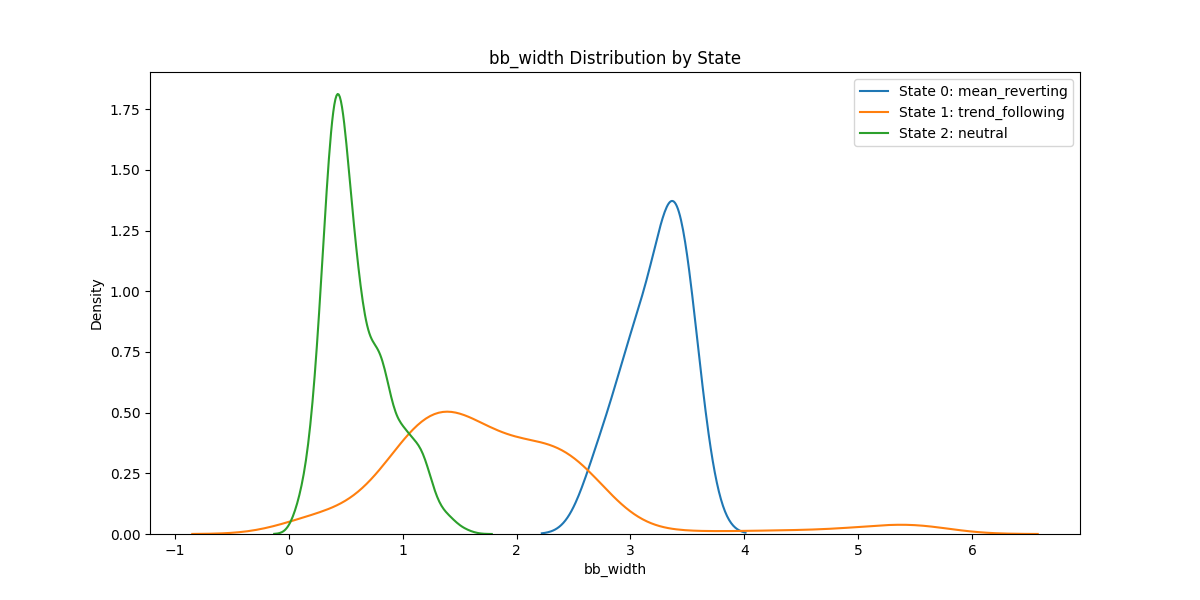 bb_width Distribution by State
State 0: mean_reverting
State 1: trend_following
State 2: neutral
Density
1.75
1.50
1.25
1.00
0.75
0.50
0.25
0.00
−1 0 1 2 3 4 5 6
bb_width